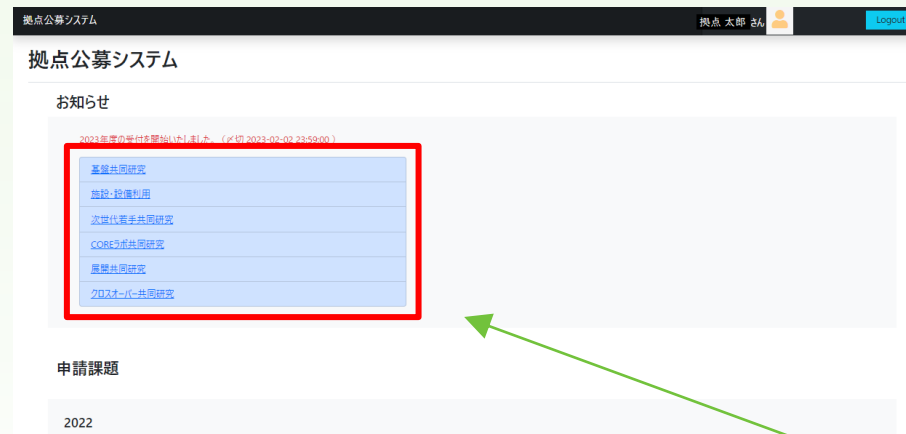 拠点公募システム
拠点 太郎 さん
Logout
拠点公募システム
お知らせ
2023年度の受付を開始いたしました。（〆切 2023-02-02 23:59:00 ）
基盤共同研究
施設・設備利用
次世代若手共同研究
COREラボ共同研究
展開共同研究
クロスオーバー共同研究
申請課題
2022